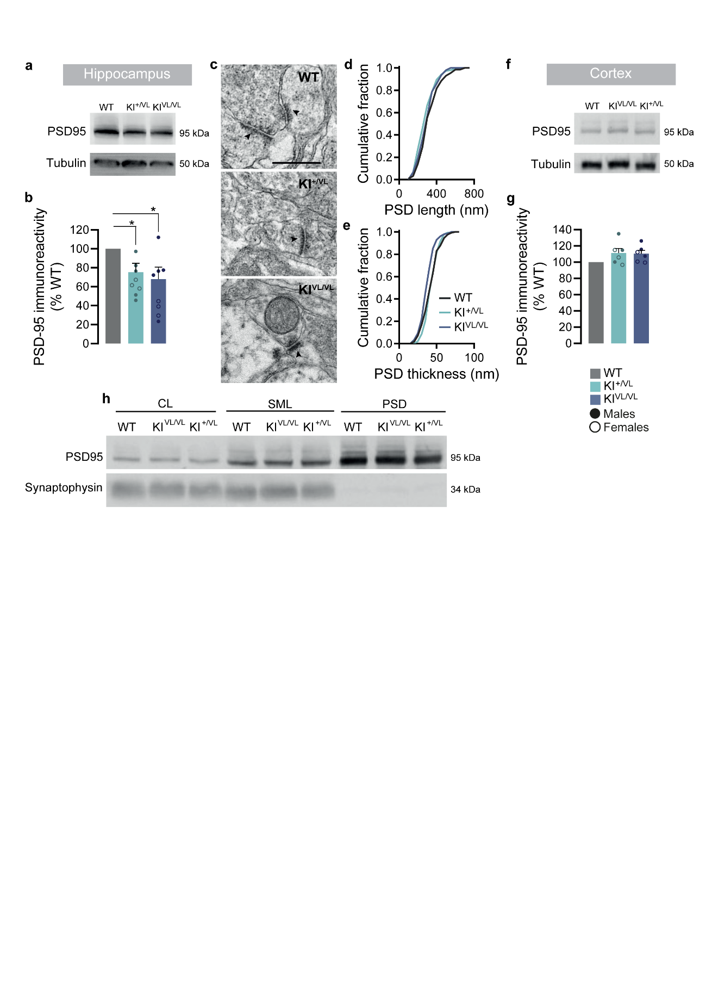 a
Hippocampus
WT KI+/VL KIVL/VL
PSD95 95 kDa
Tubulin 50 kDa
b
PSD-95 immunoreactivity
(% WT)
120
100
80
60
40
20
0
*
*
c
WT
KI+/VL
KIVL/VL
d
Cumulative fraction
1.0
0.8
0.6
0.4
0.2
0.0
0 400 800
PSD length (nm)
e
Cumulative fraction
1.0
0.8
0.6
0.4
0.2
0.0
WT
KI+/VL
KIVL/VL
0 50 100
PSD thickness (nm)
f
Cortex
WT KIVL/VL KI+/VL
PSD95 95 kDa
Tubulin 50 kDa
g
PSD-95 immunoreactivity
(% WT)
140
120
100
80
60
40
20
0
WT
KI+/VL
KIVL/VL
Males
Females
h
CL SML PSD
WT KIVL/VL KI+/VL WT KIVL/VL KI+/VL WT KIVL/VL KI+/VL
PSD95 95 kDa
Synaptophysin 34 kDa